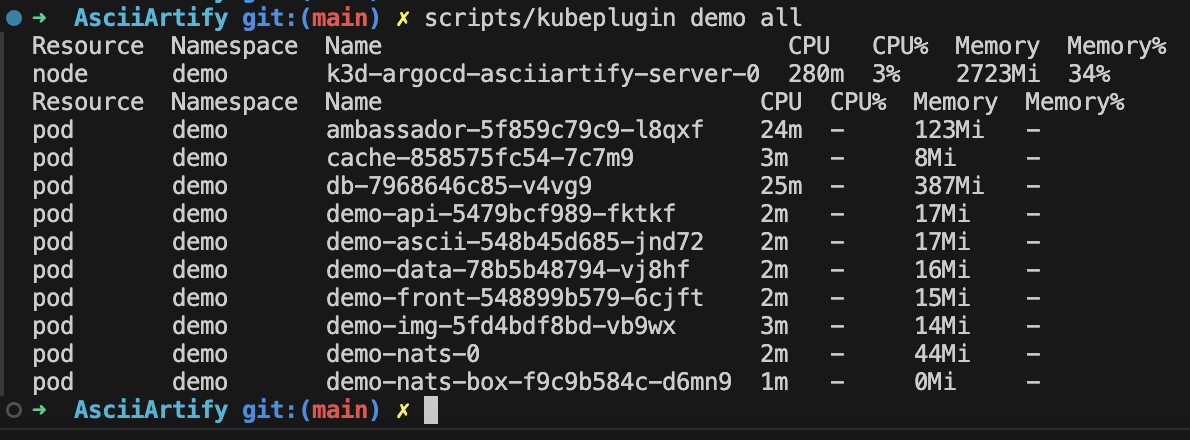 ➜  AsciiArtify git:(main) ✗ scripts/kubeplugin demo all
Resource  Namespace  Name                             CPU   CPU%  Memory  Memory%
node      demo       k3d-argocd-asciiartify-server-0  280m  3%    2723Mi  34%
Resource  Namespace  Name                           CPU  CPU%  Memory  Memory%
pod       demo       ambassador-5f859c79c9-l8qxf    24m  –     123Mi   –
pod       demo       cache-858575fc54-7c7m9         3m   –     8Mi     –
pod       demo       db-7968646c85-v4vg9            25m  –     387Mi   –
pod       demo       demo-api-5479bcf989-fktkf      2m   –     17Mi    –
pod       demo       demo-ascii-548b45d685-jnd72    2m   –     17Mi    –
pod       demo       demo-data-78b5b48794-vj8hf     2m   –     16Mi    –
pod       demo       demo-front-548899b579-6cjft    2m   –     15Mi    –
pod       demo       demo-img-5fd4bdf8bd-vb9wx      3m   –     14Mi    –
pod       demo       demo-nats-0                    2m   –     44Mi    –
pod       demo       demo-nats-box-f9c9b584c-d6mn9  1m   –     0Mi     –
➜  AsciiArtify git:(main) ✗